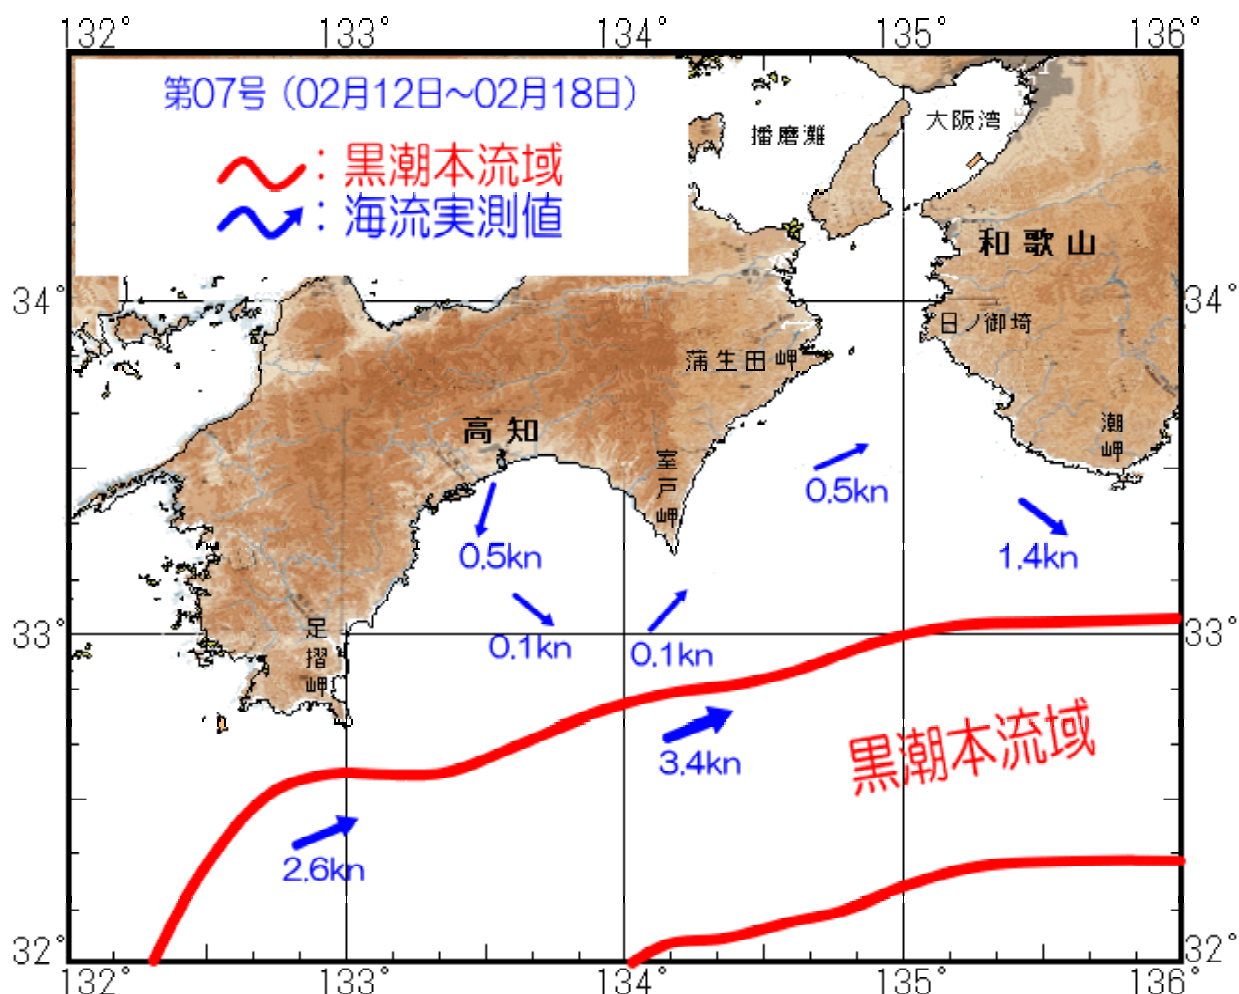 132° 133° 134° 135° 136°
第07号（02月12日～02月18日）
：黒潮本流域
：海流実測値
播磨灘
大阪湾
和歌山
34°
34°
日ノ御埼
蒲生田岬
高知
室戸岬
潮岬
0.5kn
0.5kn
1.4kn
0.1kn
0.1kn
足摺岬
33°
33°
3.4kn
黒潮本流域
2.6kn
32°
32°
132° 133° 134° 135° 136°